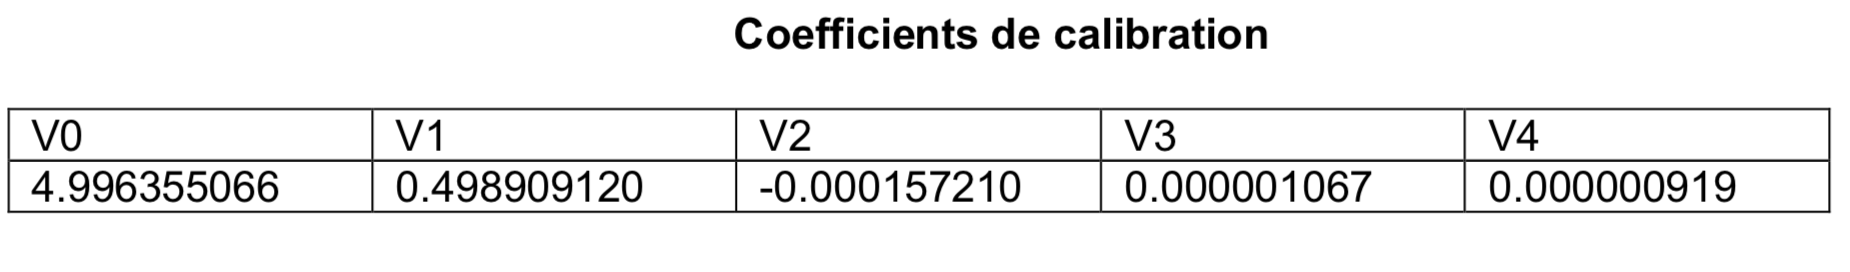 Coefficients de calibration
V0 V1 V2 V3 V4
4.996355066 0.498909120 -0.000157210 0.000001067 0.000000919